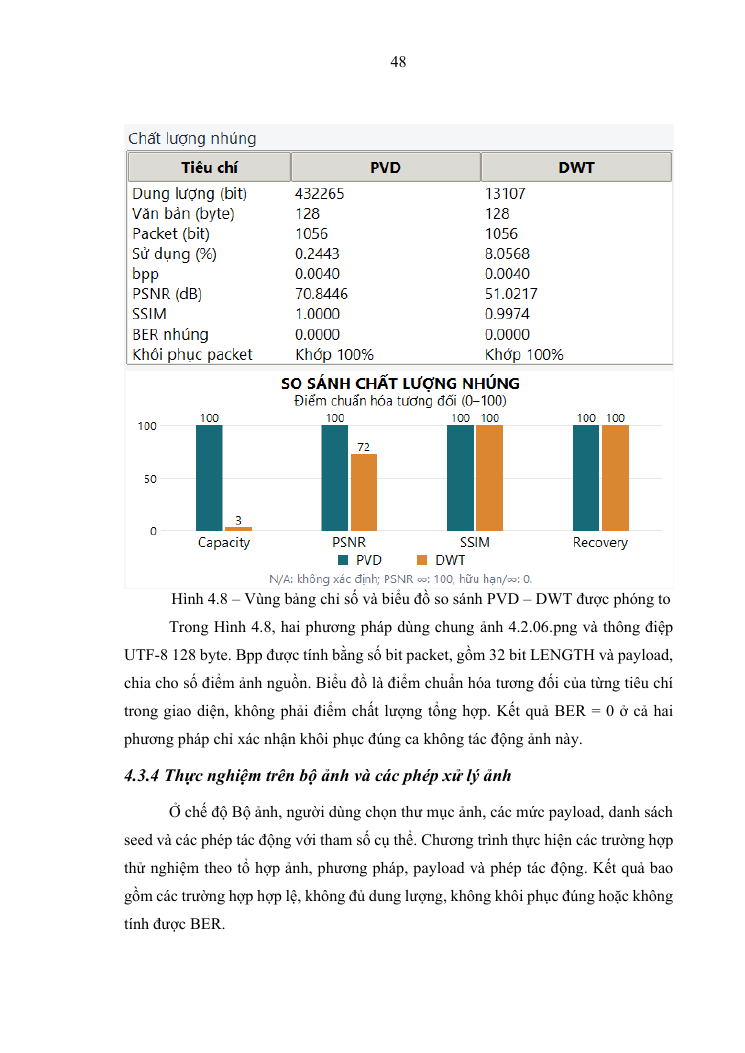 48
Chất lượng nhúng
Tiêu chí PVD DWT
Dung lượng (bit) 432265 13107
Văn bản (byte) 128 128
Packet (bit) 1056 1056
Sử dụng (%) 0.2443 8.0568
bpp 0.0040 0.0040
PSNR (dB) 70.8446 51.0217
SSIM 1.0000 0.9974
BER nhúng 0.0000 0.0000
Khôi phục packet Khớp 100% Khớp 100%
SO SÁNH CHẤT LƯỢNG NHÚNG
Điểm chuẩn hóa tương đối (0–100)
100 100 100 100 100 100
100
72
50
3
0
Capacity PSNR SSIM Recovery
PVD DWT
N/A: không xác định; PSNR ∞: 100, hữu hạn/∞: 0.
Hình 4.8 – Vùng bảng chỉ số và biểu đồ so sánh PVD – DWT được phóng to
Trong Hình 4.8, hai phương pháp dùng chung ảnh 4.2.06.png và thông điệp
UTF-8 128 byte. Bpp được tính bằng số bit packet, gồm 32 bit LENGTH và payload,
chia cho số điểm ảnh nguồn. Biểu đồ là điểm chuẩn hóa tương đối của từng tiêu chí
trong giao diện, không phải điểm chất lượng tổng hợp. Kết quả BER = 0 ở cả hai
phương pháp chỉ xác nhận khôi phục đúng ca không tác động ảnh này.
4.3.4 Thực nghiệm trên bộ ảnh và các phép xử lý ảnh
Ở chế độ Bộ ảnh, người dùng chọn thư mục ảnh, các mức payload, danh sách
seed và các phép tác động với tham số cụ thể. Chương trình thực hiện các trường hợp
thử nghiệm theo tổ hợp ảnh, phương pháp, payload và phép tác động. Kết quả bao
gồm các trường hợp hợp lệ, không đủ dung lượng, không khôi phục đúng hoặc không
tính được BER.